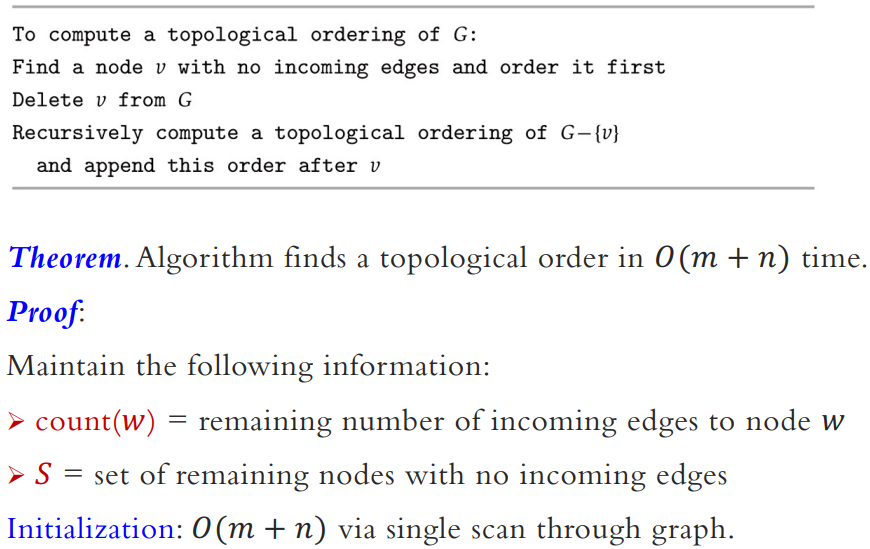 To compute a topological ordering of G:
Find a node v with no incoming edges and order it first
Delete v from G
Recursively compute a topological ordering of G−{v}
and append this order after v
Theorem. Algorithm finds a topological order in O(m + n) time.
Proof:
Maintain the following information:
➢ count(w) = remaining number of incoming edges to node w
➢ S = set of remaining nodes with no incoming edges
Initialization: O(m + n) via single scan through graph.